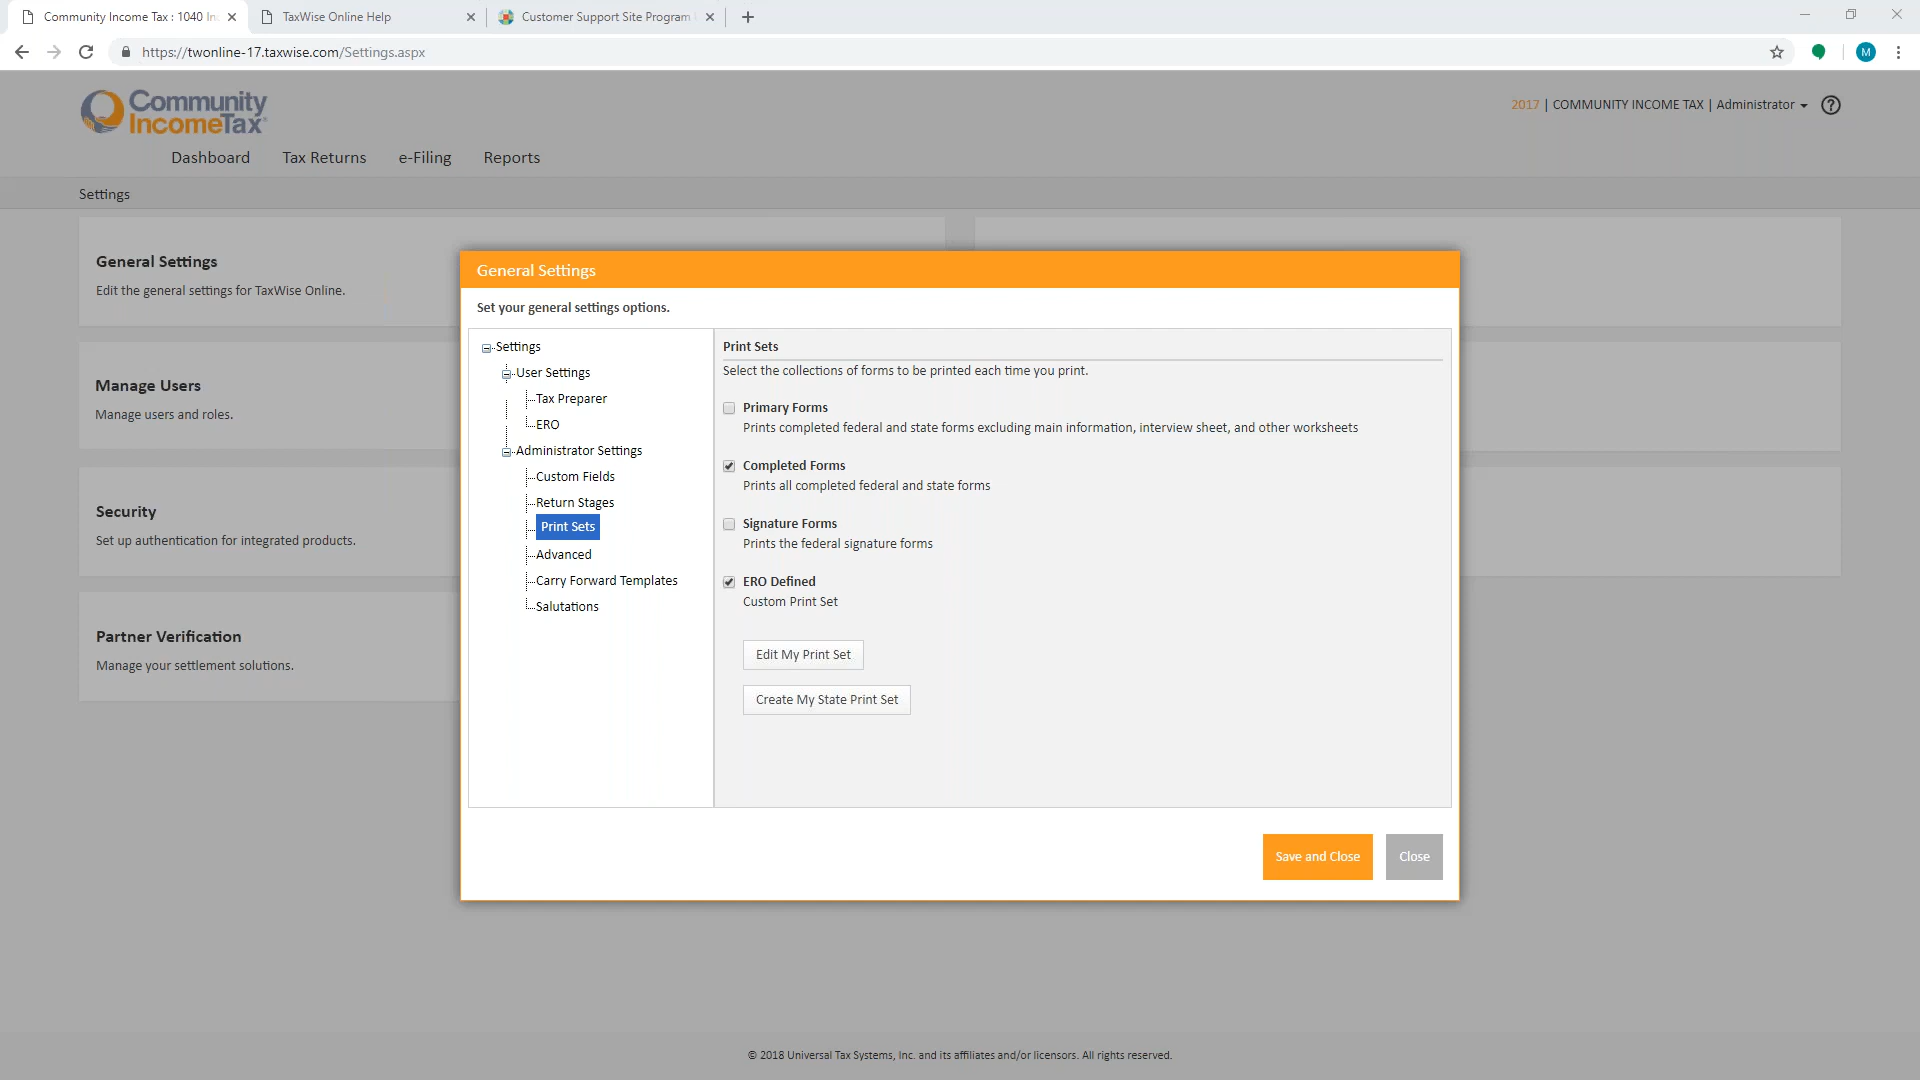 Community Income Tax : 1040 In
TaxWise Online Help
Customer Support Site Program
https://twonline-17.taxwise.com/Settings.aspx
M
Community
IncomeTax
2017 | COMMUNITY INCOME TAX | Administrator
?
Dashboard
Tax Returns
e-Filing
Reports
Settings
General Settings
Edit the general settings for TaxWise Online.
Manage Users
Manage users and roles.
Security
Set up authentication for integrated products.
Partner Verification
Manage your settlement solutions.
General Settings
Set your general settings options.
Settings
User Settings
Tax Preparer
ERO
Administrator Settings
Custom Fields
Return Stages
Print Sets
Advanced
Carry Forward Templates
Salutations
Print Sets
Select the collections of forms to be printed each time you print.
Primary Forms
Prints completed federal and state forms excluding main information, interview sheet, and other worksheets
Completed Forms
Prints all completed federal and state forms
Signature Forms
Prints the federal signature forms
ERO Defined
Custom Print Set
Edit My Print Set
Create My State Print Set
Save and Close
Close
© 2018 Universal Tax Systems, Inc. and its affiliates and/or licensors. All rights reserved.